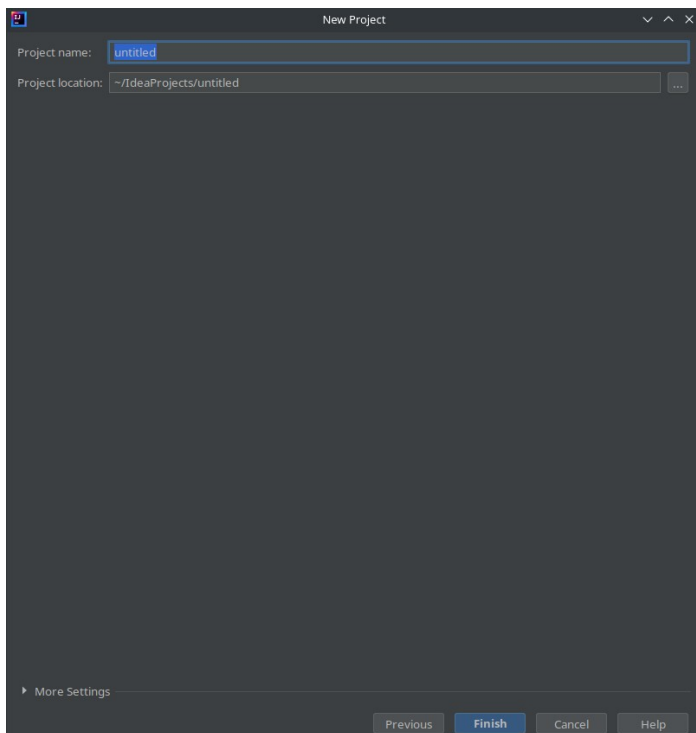 New Project
Project name: untitled
Project location: ~/IdeaProjects/untitled ...
More Settings
Previous Finish Cancel Help